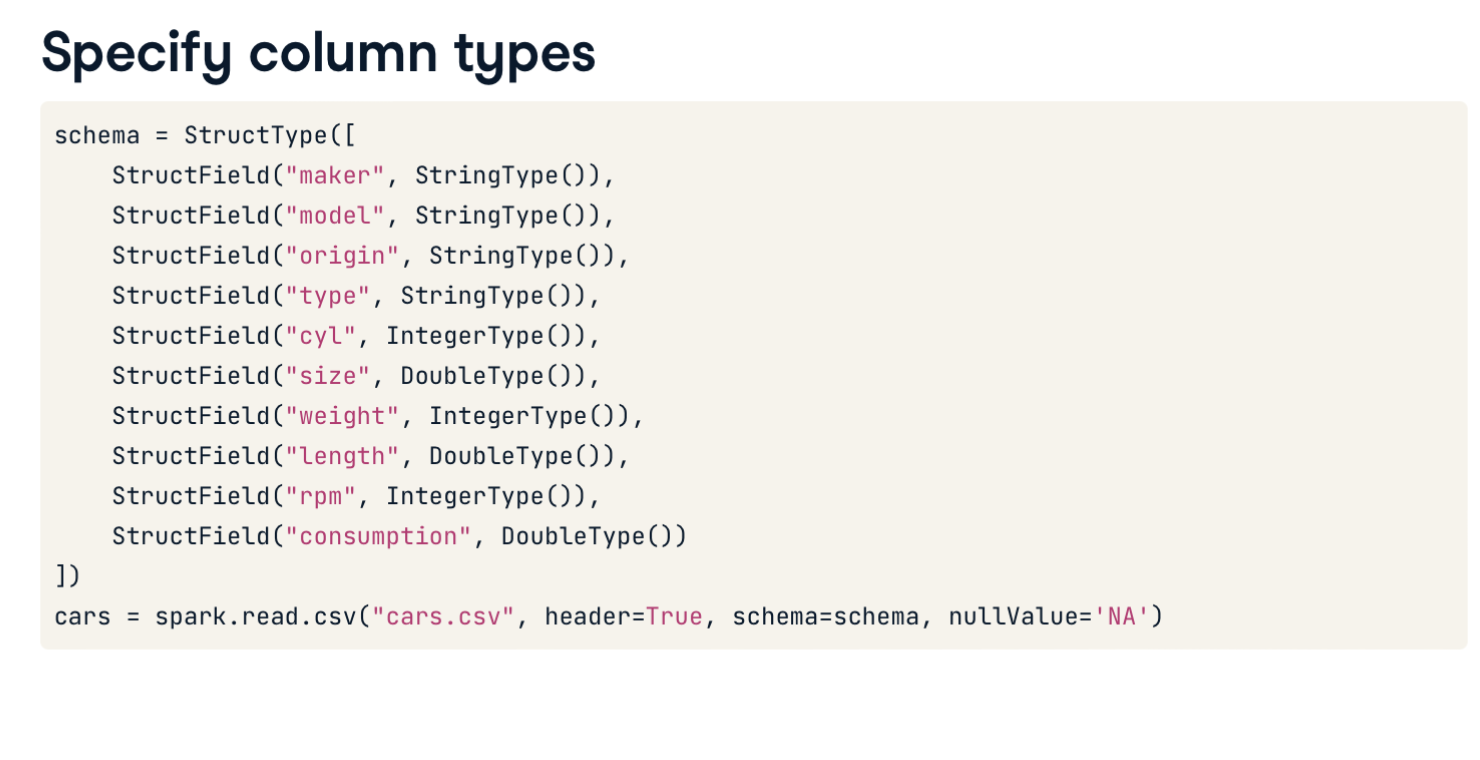 Specify column types
schema = StructType([
    StructField("maker", StringType()),
    StructField("model", StringType()),
    StructField("origin", StringType()),
    StructField("type", StringType()),
    StructField("cyl", IntegerType()),
    StructField("size", DoubleType()),
    StructField("weight", IntegerType()),
    StructField("length", DoubleType()),
    StructField("rpm", IntegerType()),
    StructField("consumption", DoubleType())
])
cars = spark.read.csv("cars.csv", header=True, schema=schema, nullValue='NA')